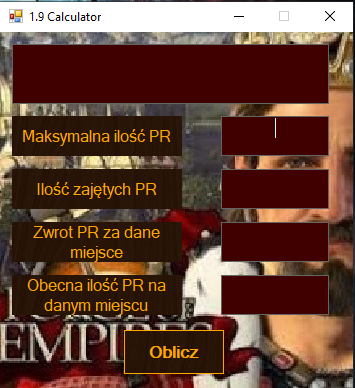 1.9 Calculator
Maksymalna ilość PR
Ilość zajętych PR
Zwrot PR za dane
miejsce
Obecna ilość PR na
danym miejscu
EMPIRES
Oblicz